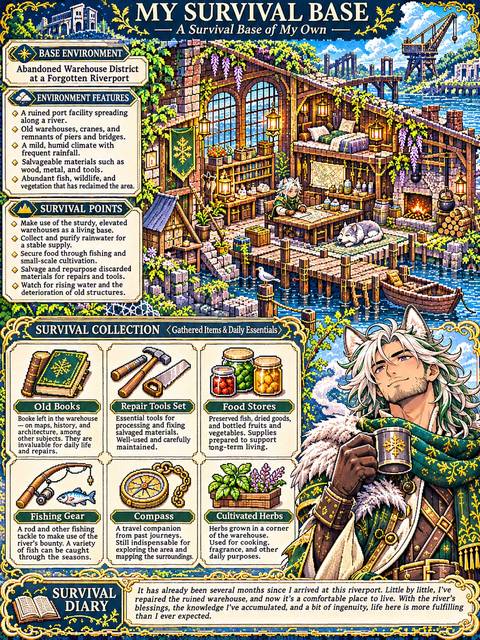 MY SURVIVAL BASE
— A Survival Base of My Own —
BASE ENVIRONMENT
Abandoned Warehouse District
at a Forgotten Riverport
ENVIRONMENT FEATURES
A ruined port facility spreading
along a river.
Old warehouses, cranes, and
remnants of piers and bridges.
A mild, humid climate with
frequent rainfall.
Salvageable materials such as
wood, metal, and tools.
Abundant fish, wildlife, and
vegetation that has reclaimed the area.
SURVIVAL POINTS
Make use of the sturdy, elevated
warehouses as a living base.
Collect and purify rainwater for
a stable supply.
Secure food through fishing and
small-scale cultivation.
Salvage and repurpose discarded
materials for repairs and tools.
Watch for rising water and the
deterioration of old structures.
SURVIVAL COLLECTION <Gathered Items & Daily Essentials>
Old Books
Books left in the warehouse
— on maps, history, and
architecture, among
other subjects. They are
invaluable for daily life
and repairs.
Repair Tools Set
Essential tools for
processing and fixing
salvaged materials.
Well-used and carefully
maintained.
Food Stores
Preserved fish, dried goods,
and bottled fruits and
vegetables. Supplies
prepared to support
long-term living.
Fishing Gear
A rod and other fishing
tackle to make use of the
river's bounty. A variety
of fish can be caught
through the seasons.
Compass
A travel companion
from past journeys.
Still indispensable for
exploring the area and
mapping the surroundings.
Cultivated Herbs
Herbs grown in a corner
of the warehouse.
Used for cooking,
fragrance, and other
daily purposes.
SURVIVAL
DIARY
It has already been several months since I arrived at this riverport. Little by little, I've
repaired the ruined warehouse, and now it's a comfortable place to live. With the river's
blessings, the knowledge I've accumulated, and a bit of ingenuity, life here is more fulfilling
than I ever expected.